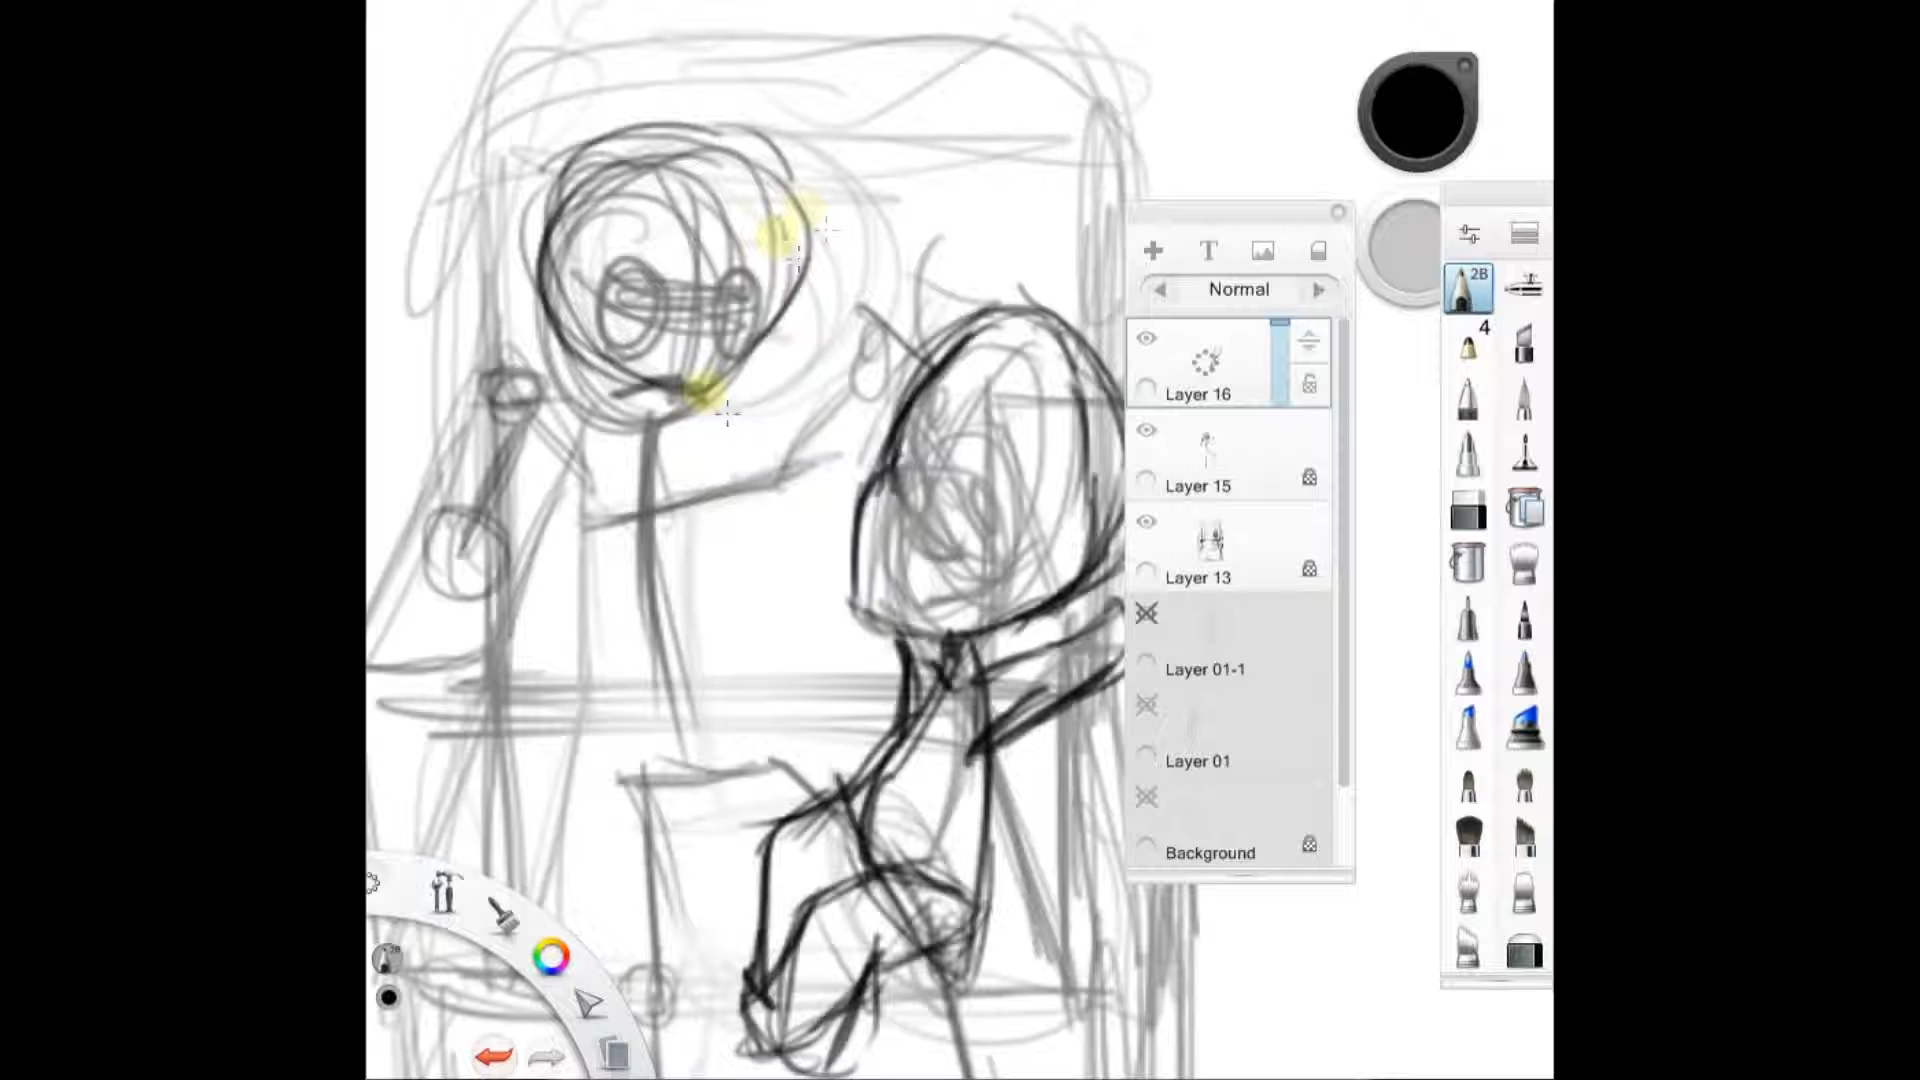 T
Normal
2B
4
Layer 16
Layer 15
Layer 13
Layer 01-1
Layer 01
Background